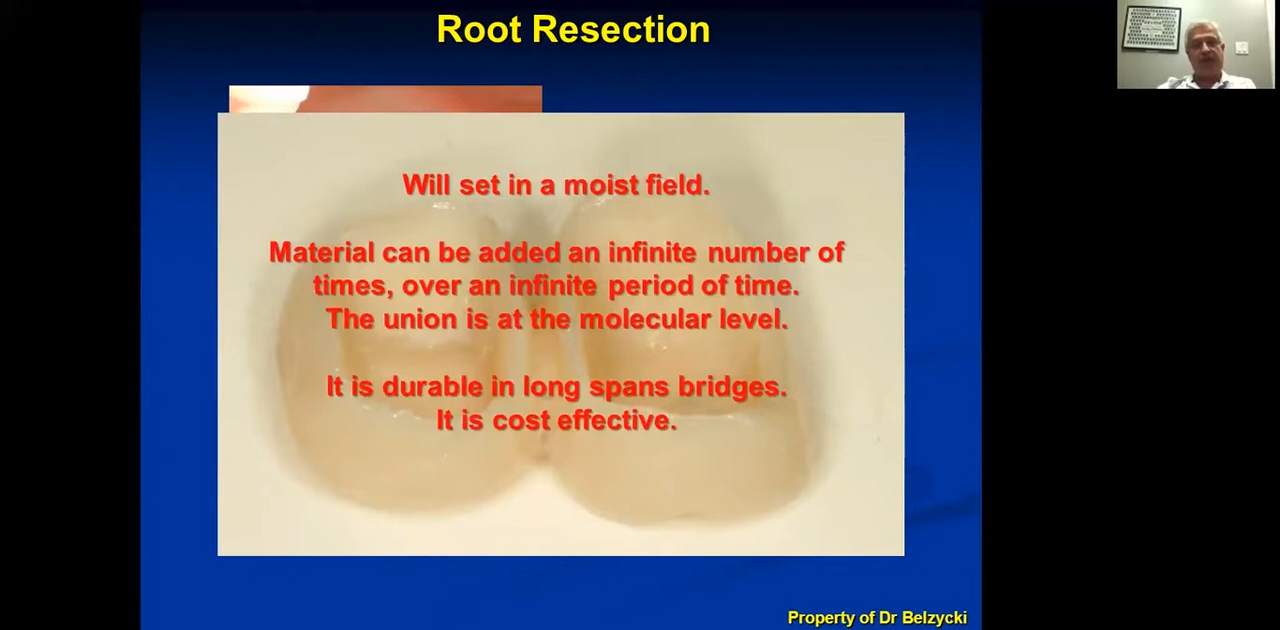 Root Resection
Will set in a moist field.
Material can be added an infinite number of
times, over an infinite period of time.
The union is at the molecular level.
It is durable in long spans bridges.
It is cost effective.
Property of Dr Belzycki